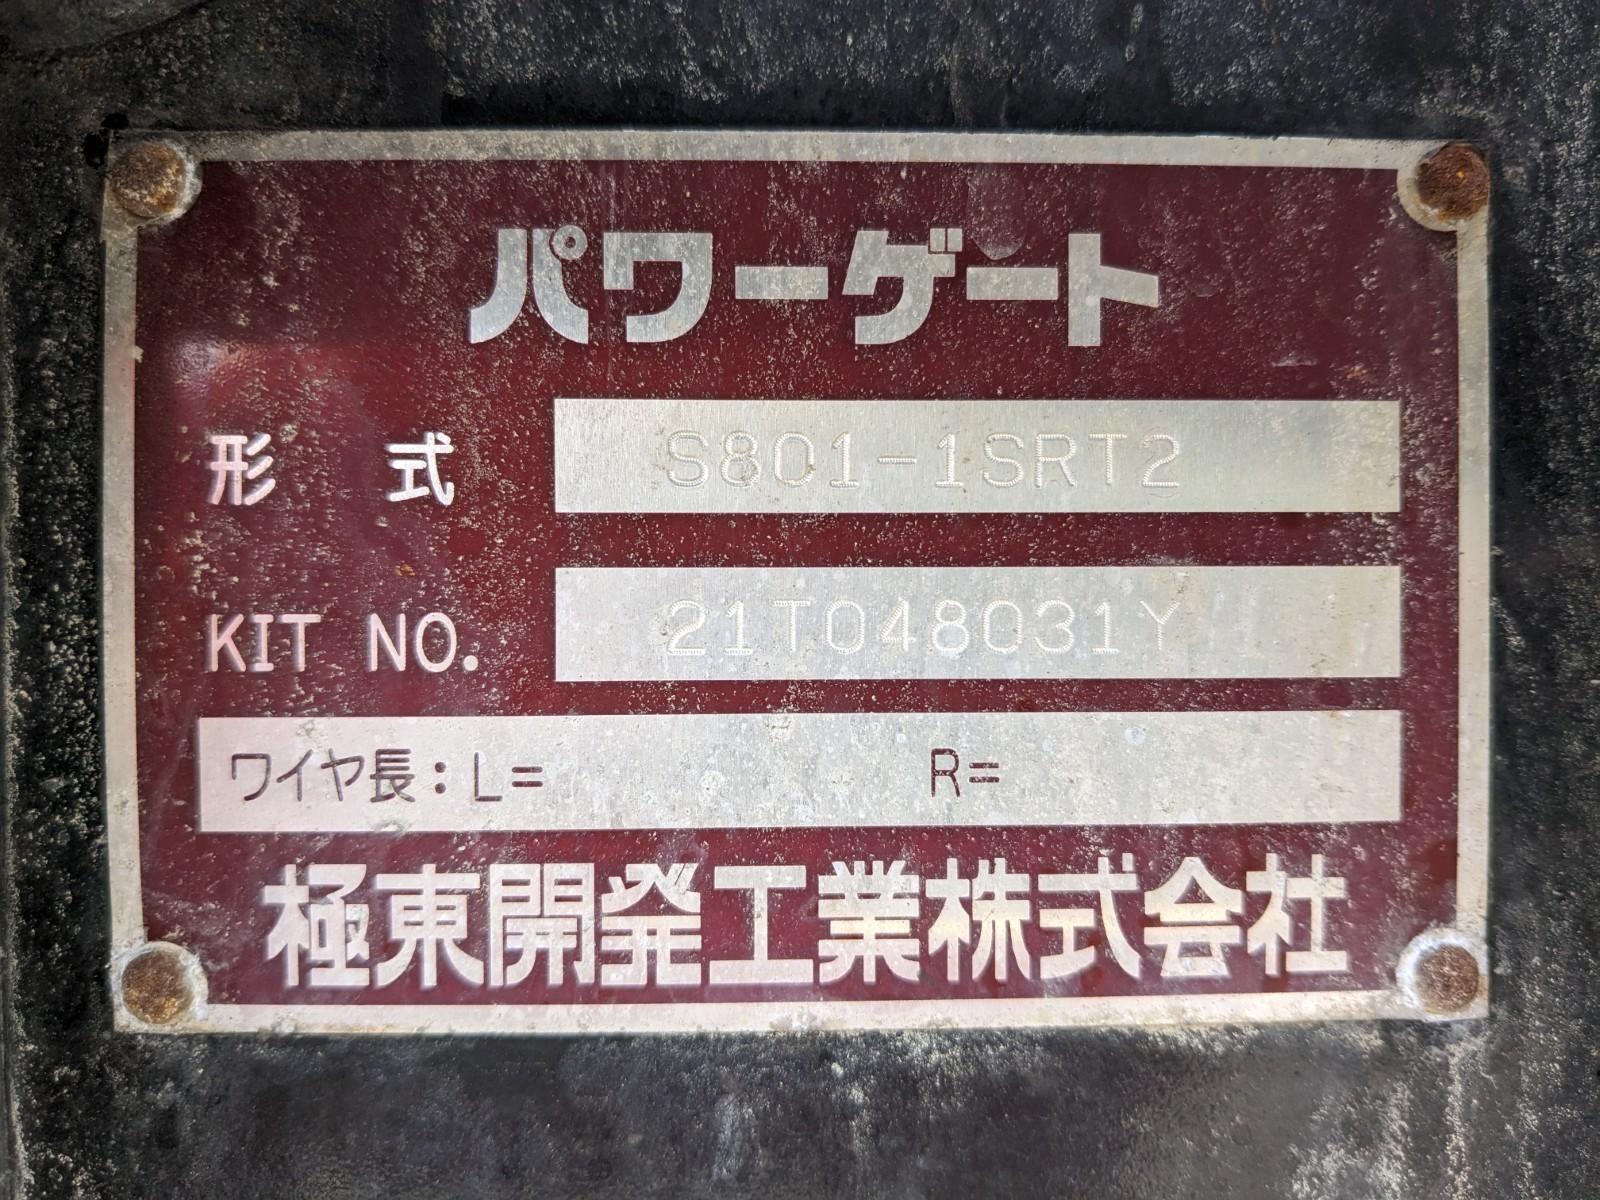 パワーゲート
形 式 S801-1SRT2
KIT NO. 21T048031Y
ワイヤ長：L= R=
極東開発工業株式会社